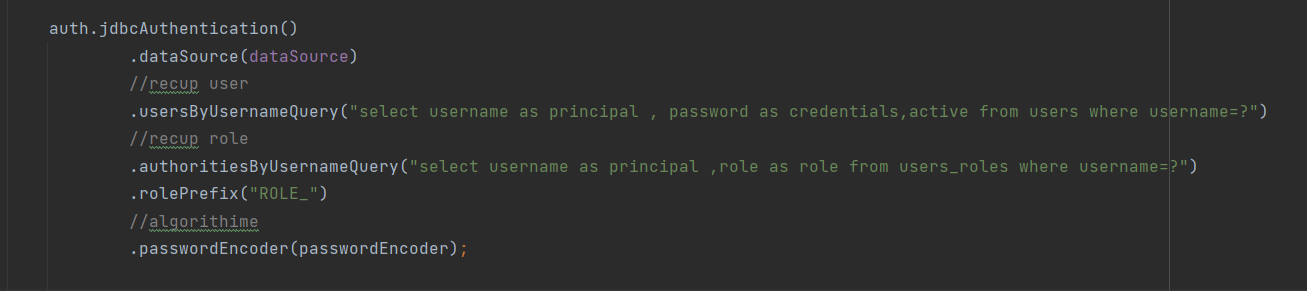 auth.jdbcAuthentication()
.dataSource(dataSource)
//recup user
.usersByUsernameQuery("select username as principal , password as credentials,active from users where username=?")
//recup role
.authoritiesByUsernameQuery("select username as principal ,role as role from users_roles where username=?")
.rolePrefix("ROLE_")
//algorithime
.passwordEncoder(passwordEncoder);